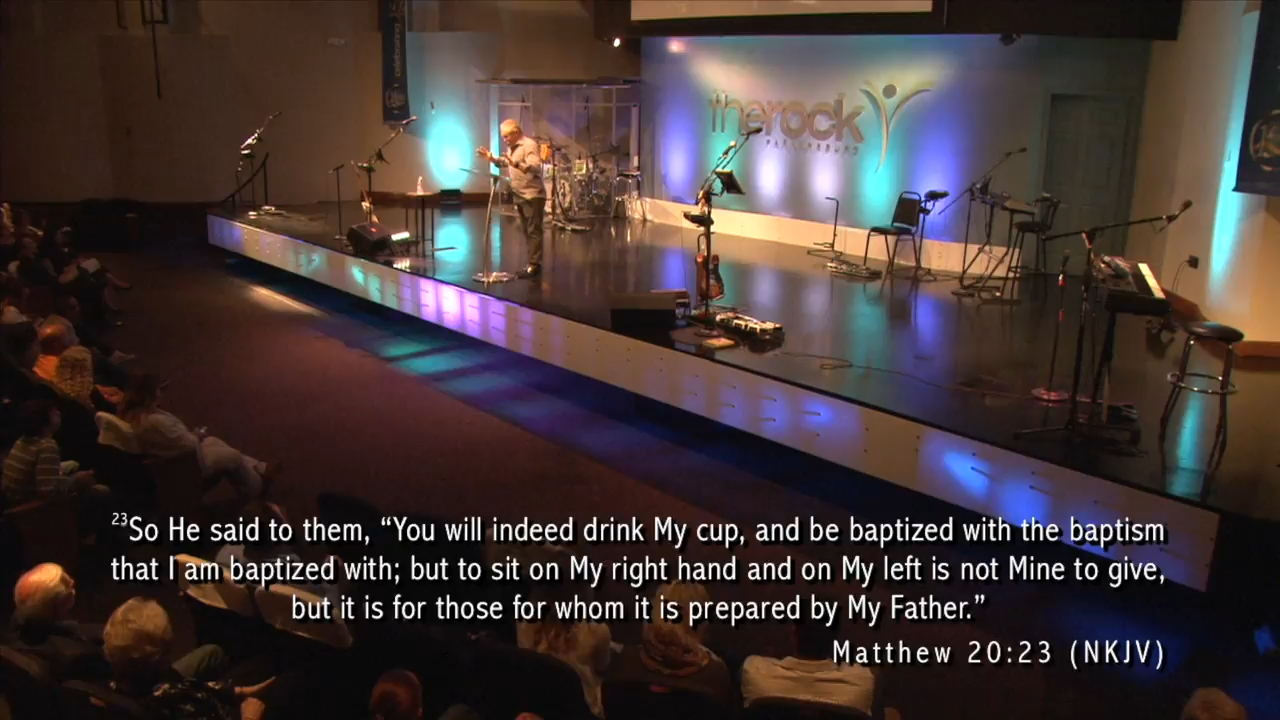 celebrating
therock
PARKERSBURG
²³So He said to them, “You will indeed drink My cup, and be baptized with the baptism
that I am baptized with; but to sit on My right hand and on My left is not Mine to give,
but it is for those for whom it is prepared by My Father.”
Matthew 20:23 (NKJV)